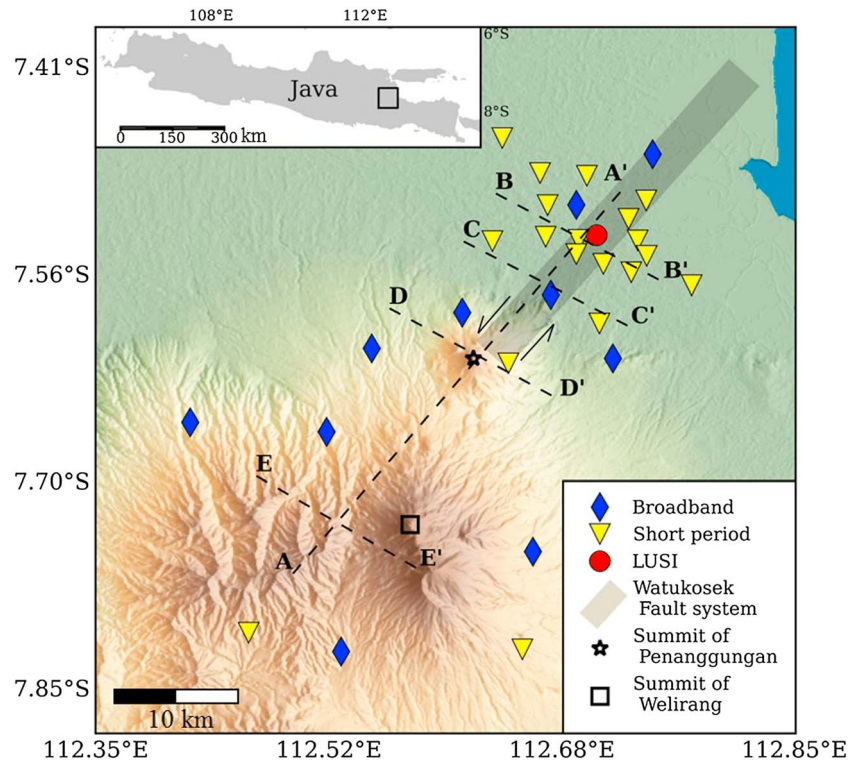 108°E 112°E
6°S
7.41°S
Java
8°S
0 150 300 km
A'
B
C
7.56°S
B'
D
C'
D'
E
7.70°S
Broadband
Short period
E'
A
LUSI
Watukosek
Fault system
Summit of
Penanggungan
7.85°S
Summit of
Welirang
10 km
112.35°E 112.52°E 112.68°E 112.85°E